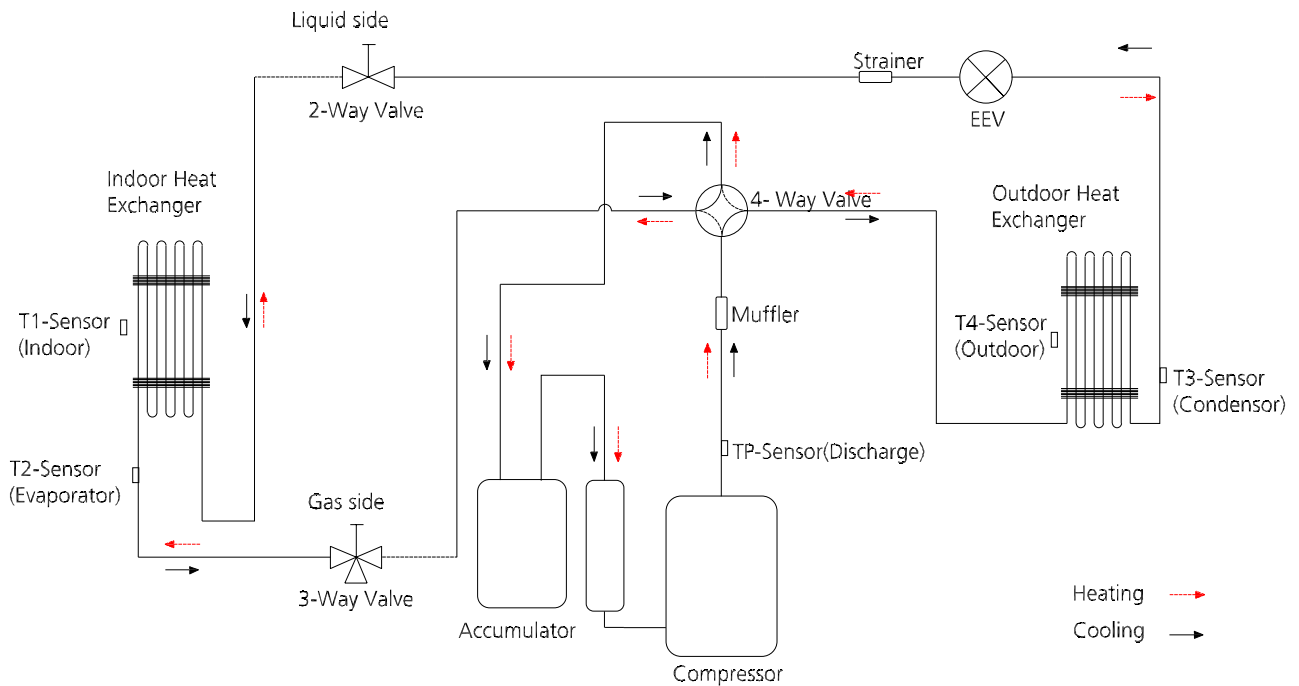 Liquid side
2-Way Valve
Strainer
EEV
Indoor Heat
Exchanger
4- Way Valve
Outdoor Heat
Exchanger
T1-Sensor
(Indoor)
Muffler
T4-Sensor
(Outdoor)
T3-Sensor
(Condensor)
T2-Sensor
(Evaporator)
TP-Sensor(Discharge)
Gas side
3-Way Valve
Accumulator
Compressor
Heating
Cooling